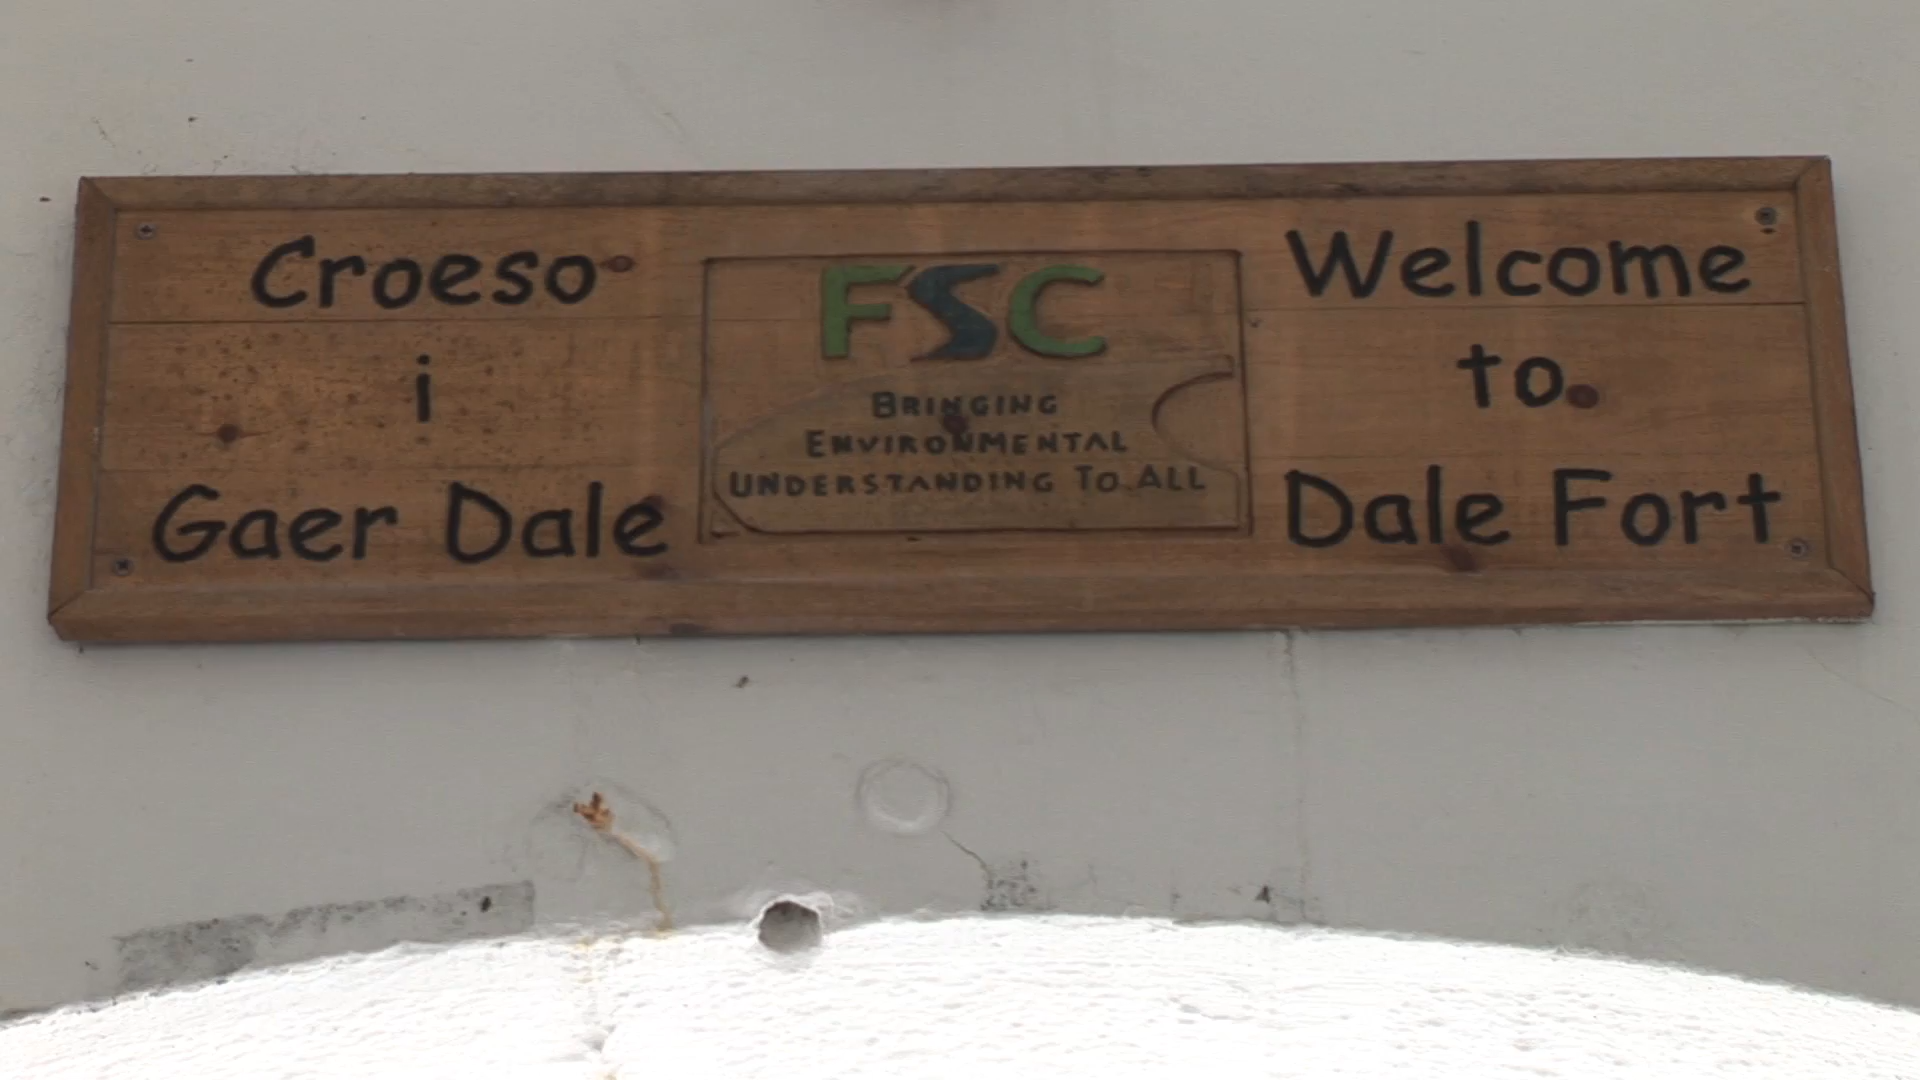 Croeso
i
Gaer Dale
FSC
BRINGING
ENVIRONMENTAL
UNDERSTANDING TO ALL
Welcome
to
Dale Fort